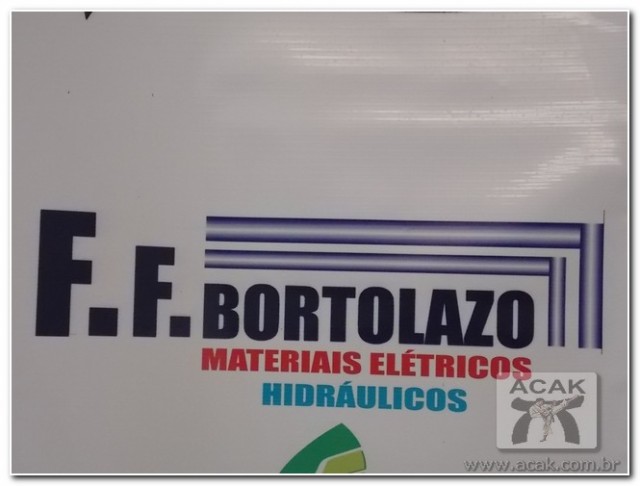 F.F. BORTOLAZO
MATERIAIS ELÉTRICOS
HIDRÁULICOS
ACAK
www.acak.com.br